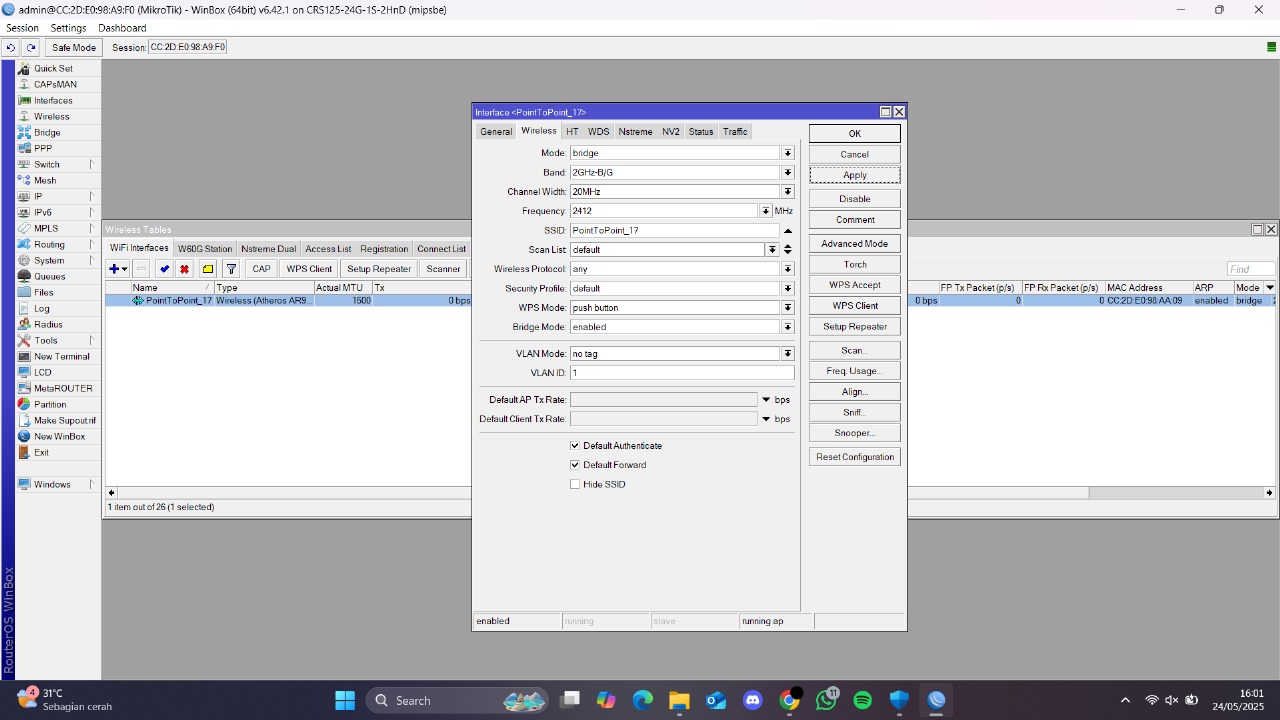 admin@CC:2D:E0:98:A9:F0 (MikroTik) - WinBox (64bit) v6.42.1 on CRS125-24G-1S-2HnD (mipsbe)
Session Settings Dashboard
Safe Mode Session: CC:2D:E0:98:A9:F0
Quick Set
CAPsMAN
Interfaces
Wireless
Bridge
PPP
Switch
Mesh
IP
IPv6
MPLS
Routing
System
Queues
Files
Log
Radius
Tools
New Terminal
LCD
MetaROUTER
Partition
Make Supout.rif
New WinBox
Exit
Windows
RouterOS WinBox
Wireless Tables
WiFi Interfaces W60G Station Nstreme Dual Access List Registration Connect List
CAP WPS Client Setup Repeater Scanner Find
Name / Type Actual MTU Tx FP Tx Packet (p/s) FP Rx Packet (p/s) MAC Address ARP Mode
PointToPoint_17 Wireless (Atheros AR9... 1500 0 bps 0 bps 0 0 CC:2D:E0:98:AA:09 enabled bridge
1 item out of 26 (1 selected)
Interface <PointToPoint_17>
General Wireless HT WDS Nstreme NV2 Status Traffic
Mode: bridge
Band: 2GHz-B/G
Channel Width: 20MHz
Frequency: 2412 MHz
SSID: PointToPoint_17
Scan List: default
Wireless Protocol: any
Security Profile: default
WPS Mode: push button
Bridge Mode: enabled
VLAN Mode: no tag
VLAN ID: 1
Default AP Tx Rate: bps
Default Client Tx Rate: bps
Default Authenticate
Default Forward
Hide SSID
OK
Cancel
Apply
Disable
Comment
Advanced Mode
Torch
WPS Accept
WPS Client
Setup Repeater
Scan...
Freq. Usage...
Align...
Sniff...
Snooper...
Reset Configuration
enabled running slave running ap
4
31°C
Sebagian cerah
Search
11
16:01
24/05/2025